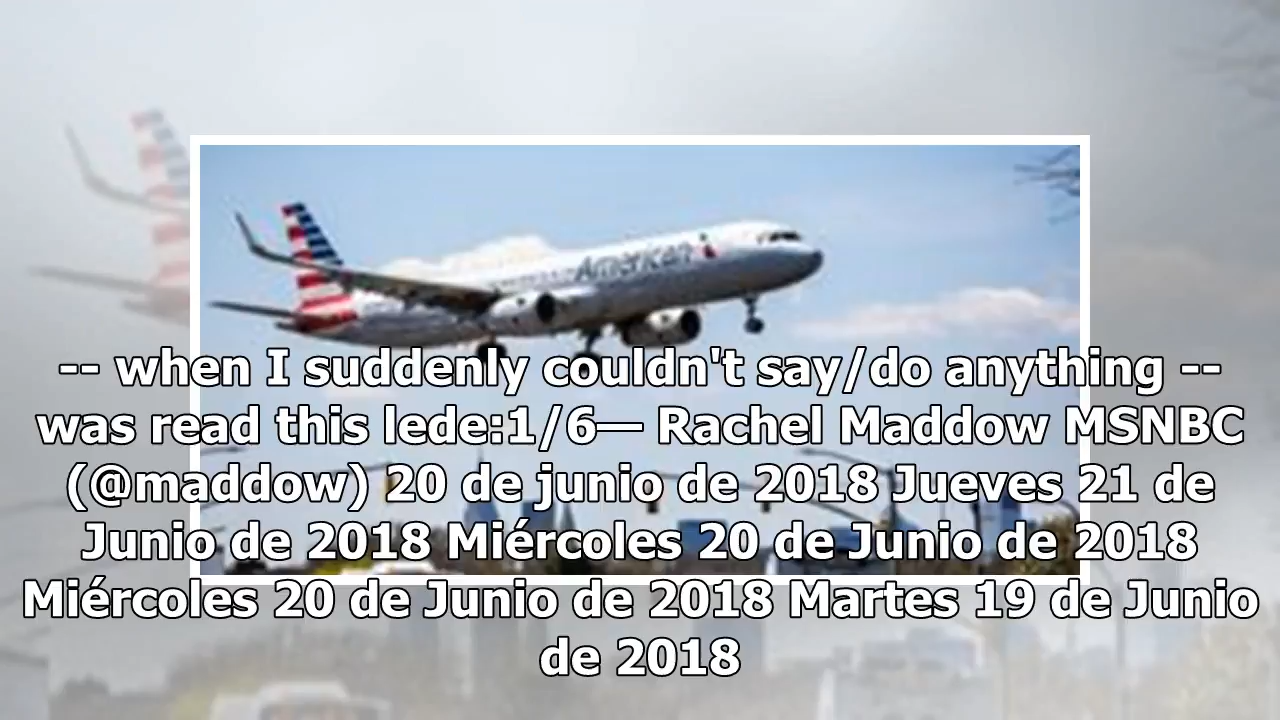 American
-- when I suddenly couldn't say/do anything --
was read this lede:1/6— Rachel Maddow MSNBC
(@maddow) 20 de junio de 2018 Jueves 21 de
Junio de 2018 Miércoles 20 de Junio de 2018
Miércoles 20 de Junio de 2018 Martes 19 de Junio
de 2018